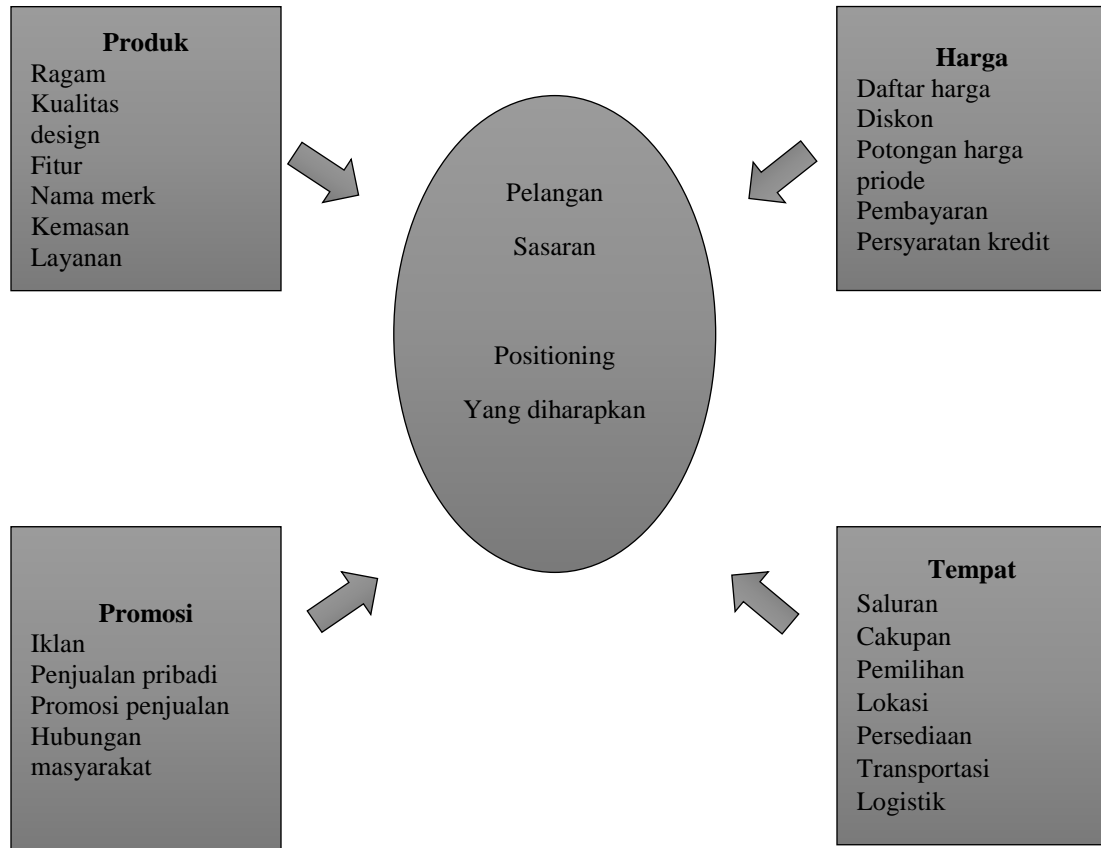 Produk
Ragam
Kualitas
design
Fitur
Nama merk
Kemasan
Layanan
Harga
Daftar harga
Diskon
Potongan harga
priode
Pembayaran
Persyaratan kredit
Pelangan
Sasaran
Positioning
Yang diharapkan
Promosi
Iklan
Penjualan pribadi
Promosi penjualan
Hubungan
masyarakat
Tempat
Saluran
Cakupan
Pemilihan
Lokasi
Persediaan
Transportasi
Logistik